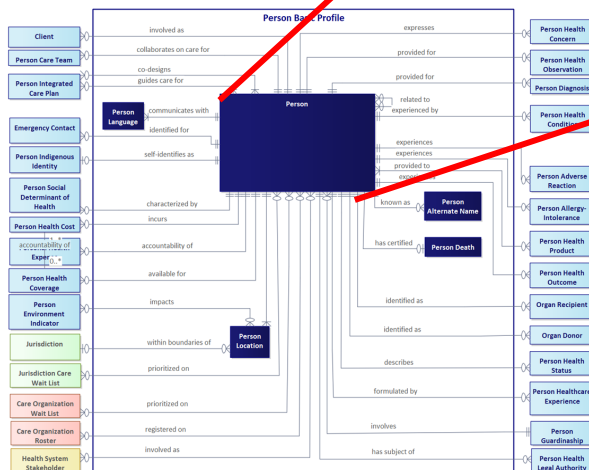 Person Ba Profile
Client
Person Care Team
Person Integrated
Care Plan
Emergency Contact
Person Indigenous
Identity
Person Social
Determinant of
Health
Person Health Cost
accountability of
0..*
Person Health
Coverage
Person
Environment
Indicator
Jurisdiction
Jurisdiction Care
Wait List
Care Organization
Wait List
Care Organization
Roster
Health System
Stakeholder
involved as
collaborates on care for
co-designs
guides care for
Person
Language
communicates with
identified for
self-identifies as
characterized by
incurs
accountability of
available for
impacts
within boundaries of
prioritized on
prioritized on
registered on
involved as
Person
Location
Person
expresses
provided for
provided for
related to
experienced by
experiences
experiences
provided to
known as
Person
Alternate Name
has certified
Person Death
identified as
identified as
describes
formulated by
involves
has subject of
Person Health
Concern
Person Health
Observation
Person Diagnosis
Person Health
Person Adverse
Reaction
Person Allergy-
Intolerance
Person Health
Product
Person Health
Outcome
Organ Recipient
Organ Donor
Person Health
Status
Person Healthcare
Experience
Person
Guardinaship
Person Health
Legal Authority